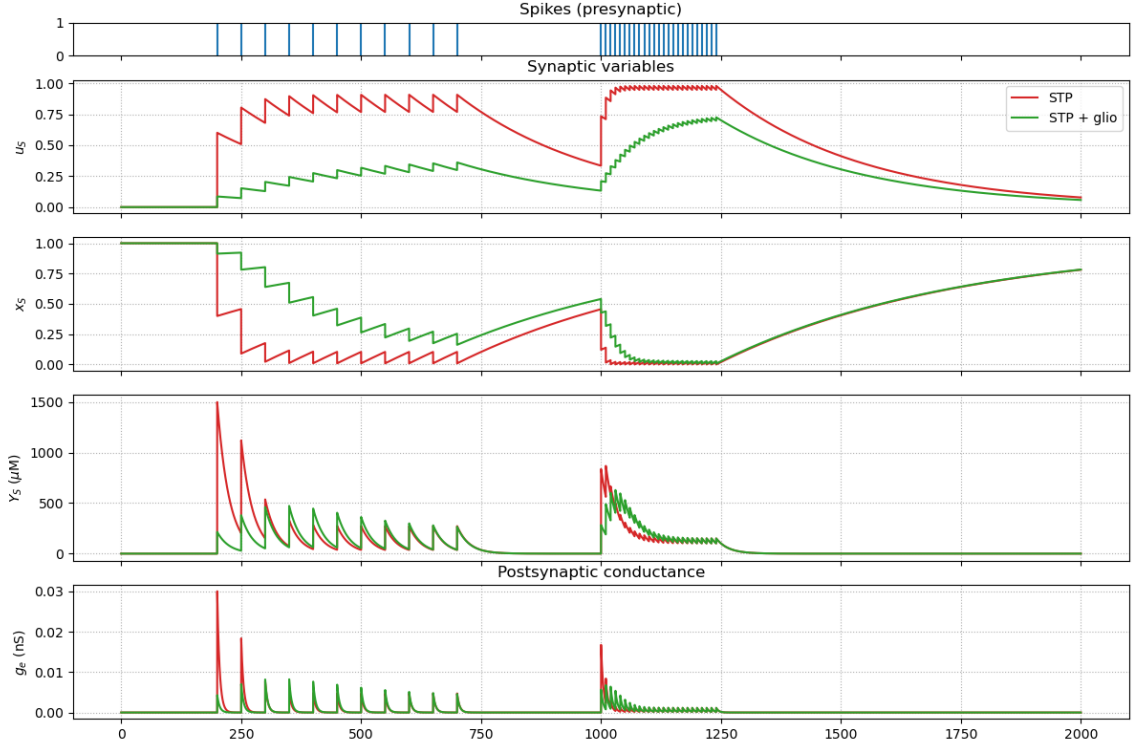 Spikes (presynaptic)
1
0
Synaptic variables
1.00
0.75
0.50
0.25
0.00
u_S
STP
STP + glio
1.00
0.75
0.50
0.25
0.00
x_S
1500
1000
500
0
Y_S (μM)
Postsynaptic conductance
0.03
0.02
0.01
0.00
g_e (nS)
0 250 500 750 1000 1250 1500 1750 2000